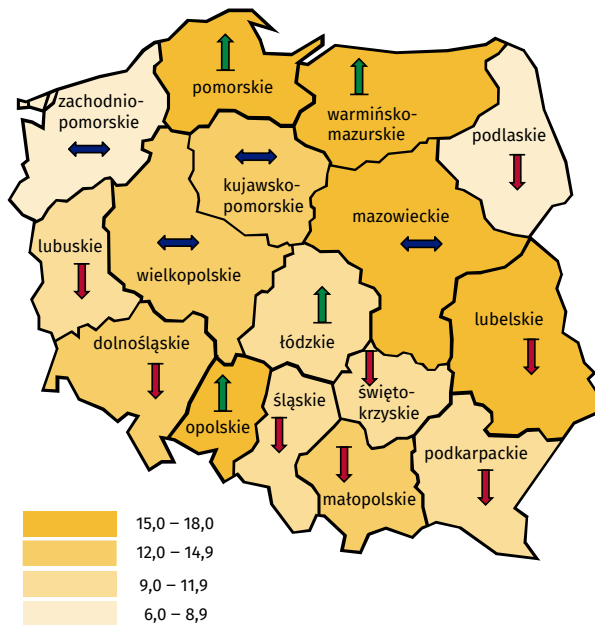 pomorskie
zachodnio-
pomorskie
warmińsko-
mazurskie
podlaskie
kujawsko-
pomorskie
mazowieckie
lubuskie
wielkopolskie
łódzkie
lubelskie
dolnośląskie
śląskie
święto-
krzyskie
opolskie
podkarpackie
małopolskie
15,0 – 18,0
12,0 – 14,9
9,0 – 11,9
6,0 – 8,9